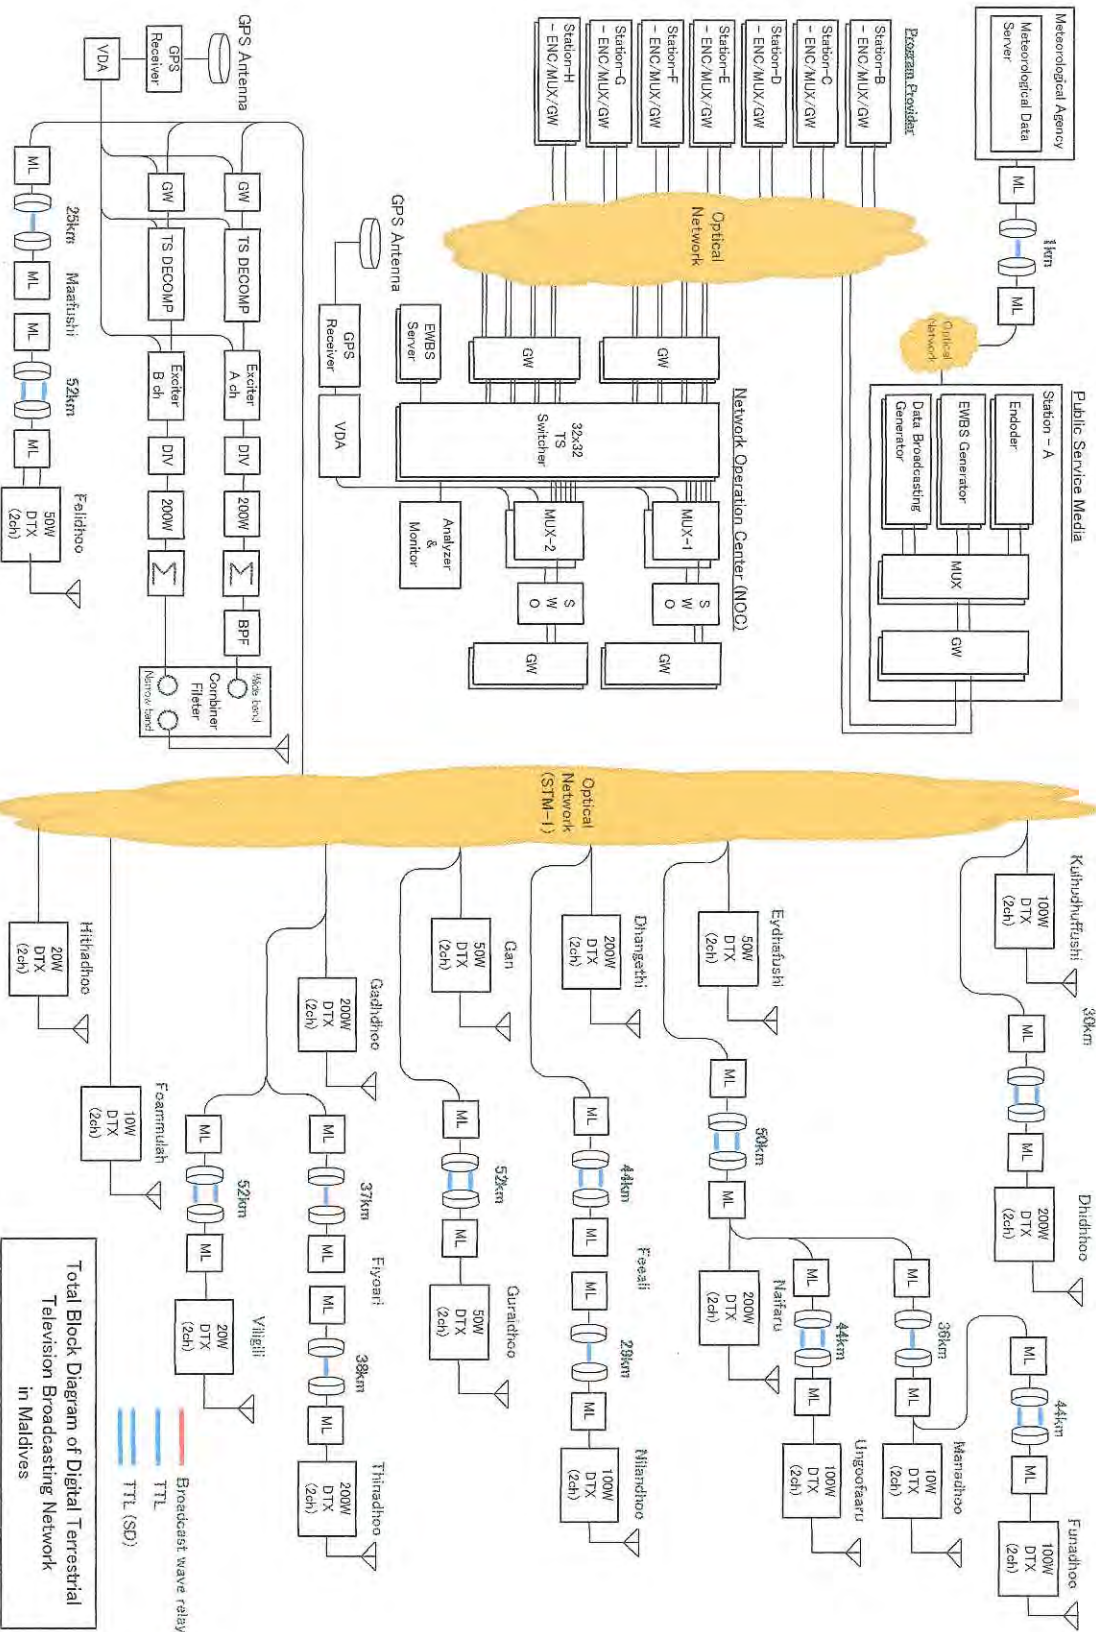 Meteorological Agency
Meteorological Data
Server
ML
1km
ML
Optical
Network
Public Service Media
Station - A
Endoder
EWBS Generator
Data Broadcasting
Generator
MUX
GW
Program Provider
Station-B
- ENC/MUX/GW
Station-C
- ENC/MUX/GW
Station-D
- ENC/MUX/GW
Station-E
- ENC/MUX/GW
Station-F
- ENC/MUX/GW
Station-G
- ENC/MUX/GW
Station-H
- ENC/MUX/GW
Optical
Network
Network Operation Center (NOC)
GW
GW
EWBS
Server
32x32
TS
Switcher
MUX-1
MUX-2
S
W
O
S
W
O
GW
GW
Analyzer
&
Monitor
GPS Antenna
GPS
Receiver
VDA
GPS Antenna
GPS
Receiver
VDA
GW
TS DECOMP
Exciter
A ch
DIV
200W
Σ
BPF
GW
TS DECOMP
Exciter
B ch
DIV
200W
Σ
Wide band
Combiner
Fileter
Narrow band
ML
25km
ML
Maafushi
ML
52km
ML
50W
DTX
(2ch)
Felidhoo
Optical
Network
(STM-1)
Kulhudhuffushi
100W
DTX
(2ch)
ML
30km
ML
200W
DTX
(2ch)
Dhidhhoo
Eydhafushi
50W
DTX
(2ch)
ML
50km
ML
200W
DTX
(2ch)
Naifaru
ML
44km
ML
100W
DTX
(2ch)
Ungoofaaru
ML
36km
ML
10W
DTX
(2ch)
Manadhoo
ML
44km
ML
100W
DTX
(2ch)
Funadhoo
Dhangethi
200W
DTX
(2ch)
ML
44km
ML
Feeali
ML
29km
ML
100W
DTX
(2ch)
Nilandhoo
Gan
50W
DTX
(2ch)
ML
52km
ML
50W
DTX
(2ch)
Guraidhoo
Gadhdhoo
200W
DTX
(2ch)
ML
37km
ML
Fiyoari
ML
38km
ML
200W
DTX
(2ch)
Thinadhoo
ML
52km
ML
20W
DTX
(2ch)
Viligili
Foammulah
10W
DTX
(2ch)
Hithadhoo
20W
DTX
(2ch)
Broadcast wave relay
TTL
TTL (SD)
Total Block Diagram of Digital Terrestrial
Television Broadcasting Network
in Maldives